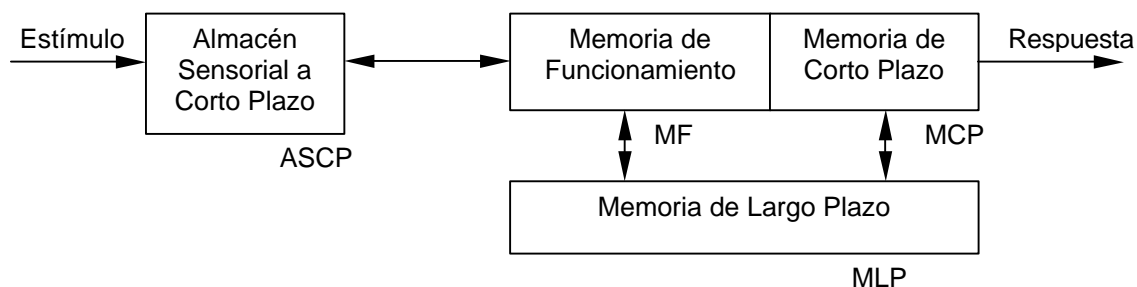 Estímulo
Almacén
Sensorial a
Corto Plazo
ASCP
Memoria de
Funcionamiento
MF
Memoria de
Corto Plazo
MCP
Respuesta
Memoria de Largo Plazo
MLP